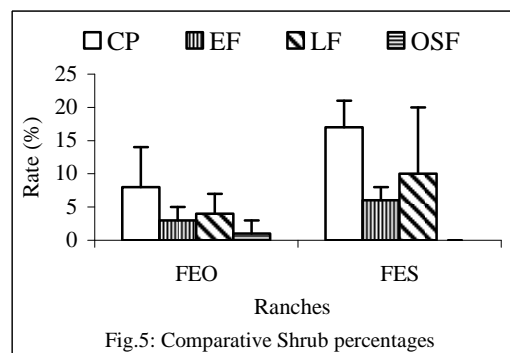 CP EF LF OSF
25
20
15
10
5
0
Rate (%)
FEO FES
Ranches
Fig.5: Comparative Shrub percentages